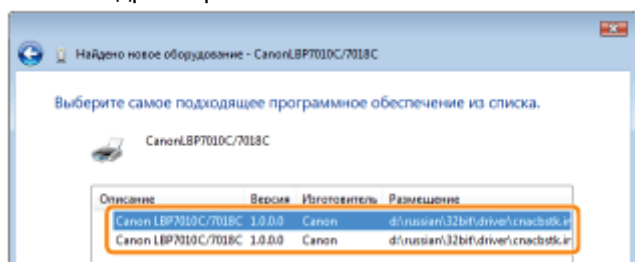 Найдено новое оборудование - CanonLBP7010C/7018C
Выберите самое подходящее программное обеспечение из списка.
CanonLBP7010C/7018C
Описание Версия Изготовитель Размещение
Canon LBP7010C/7018C 1.0.0.0 Canon d:\russian\32bit\driver\cnacbstk.in
Canon LBP7010C/7018C 1.0.0.0 Canon d:\russian\32bit\driver\cnacbstk.in